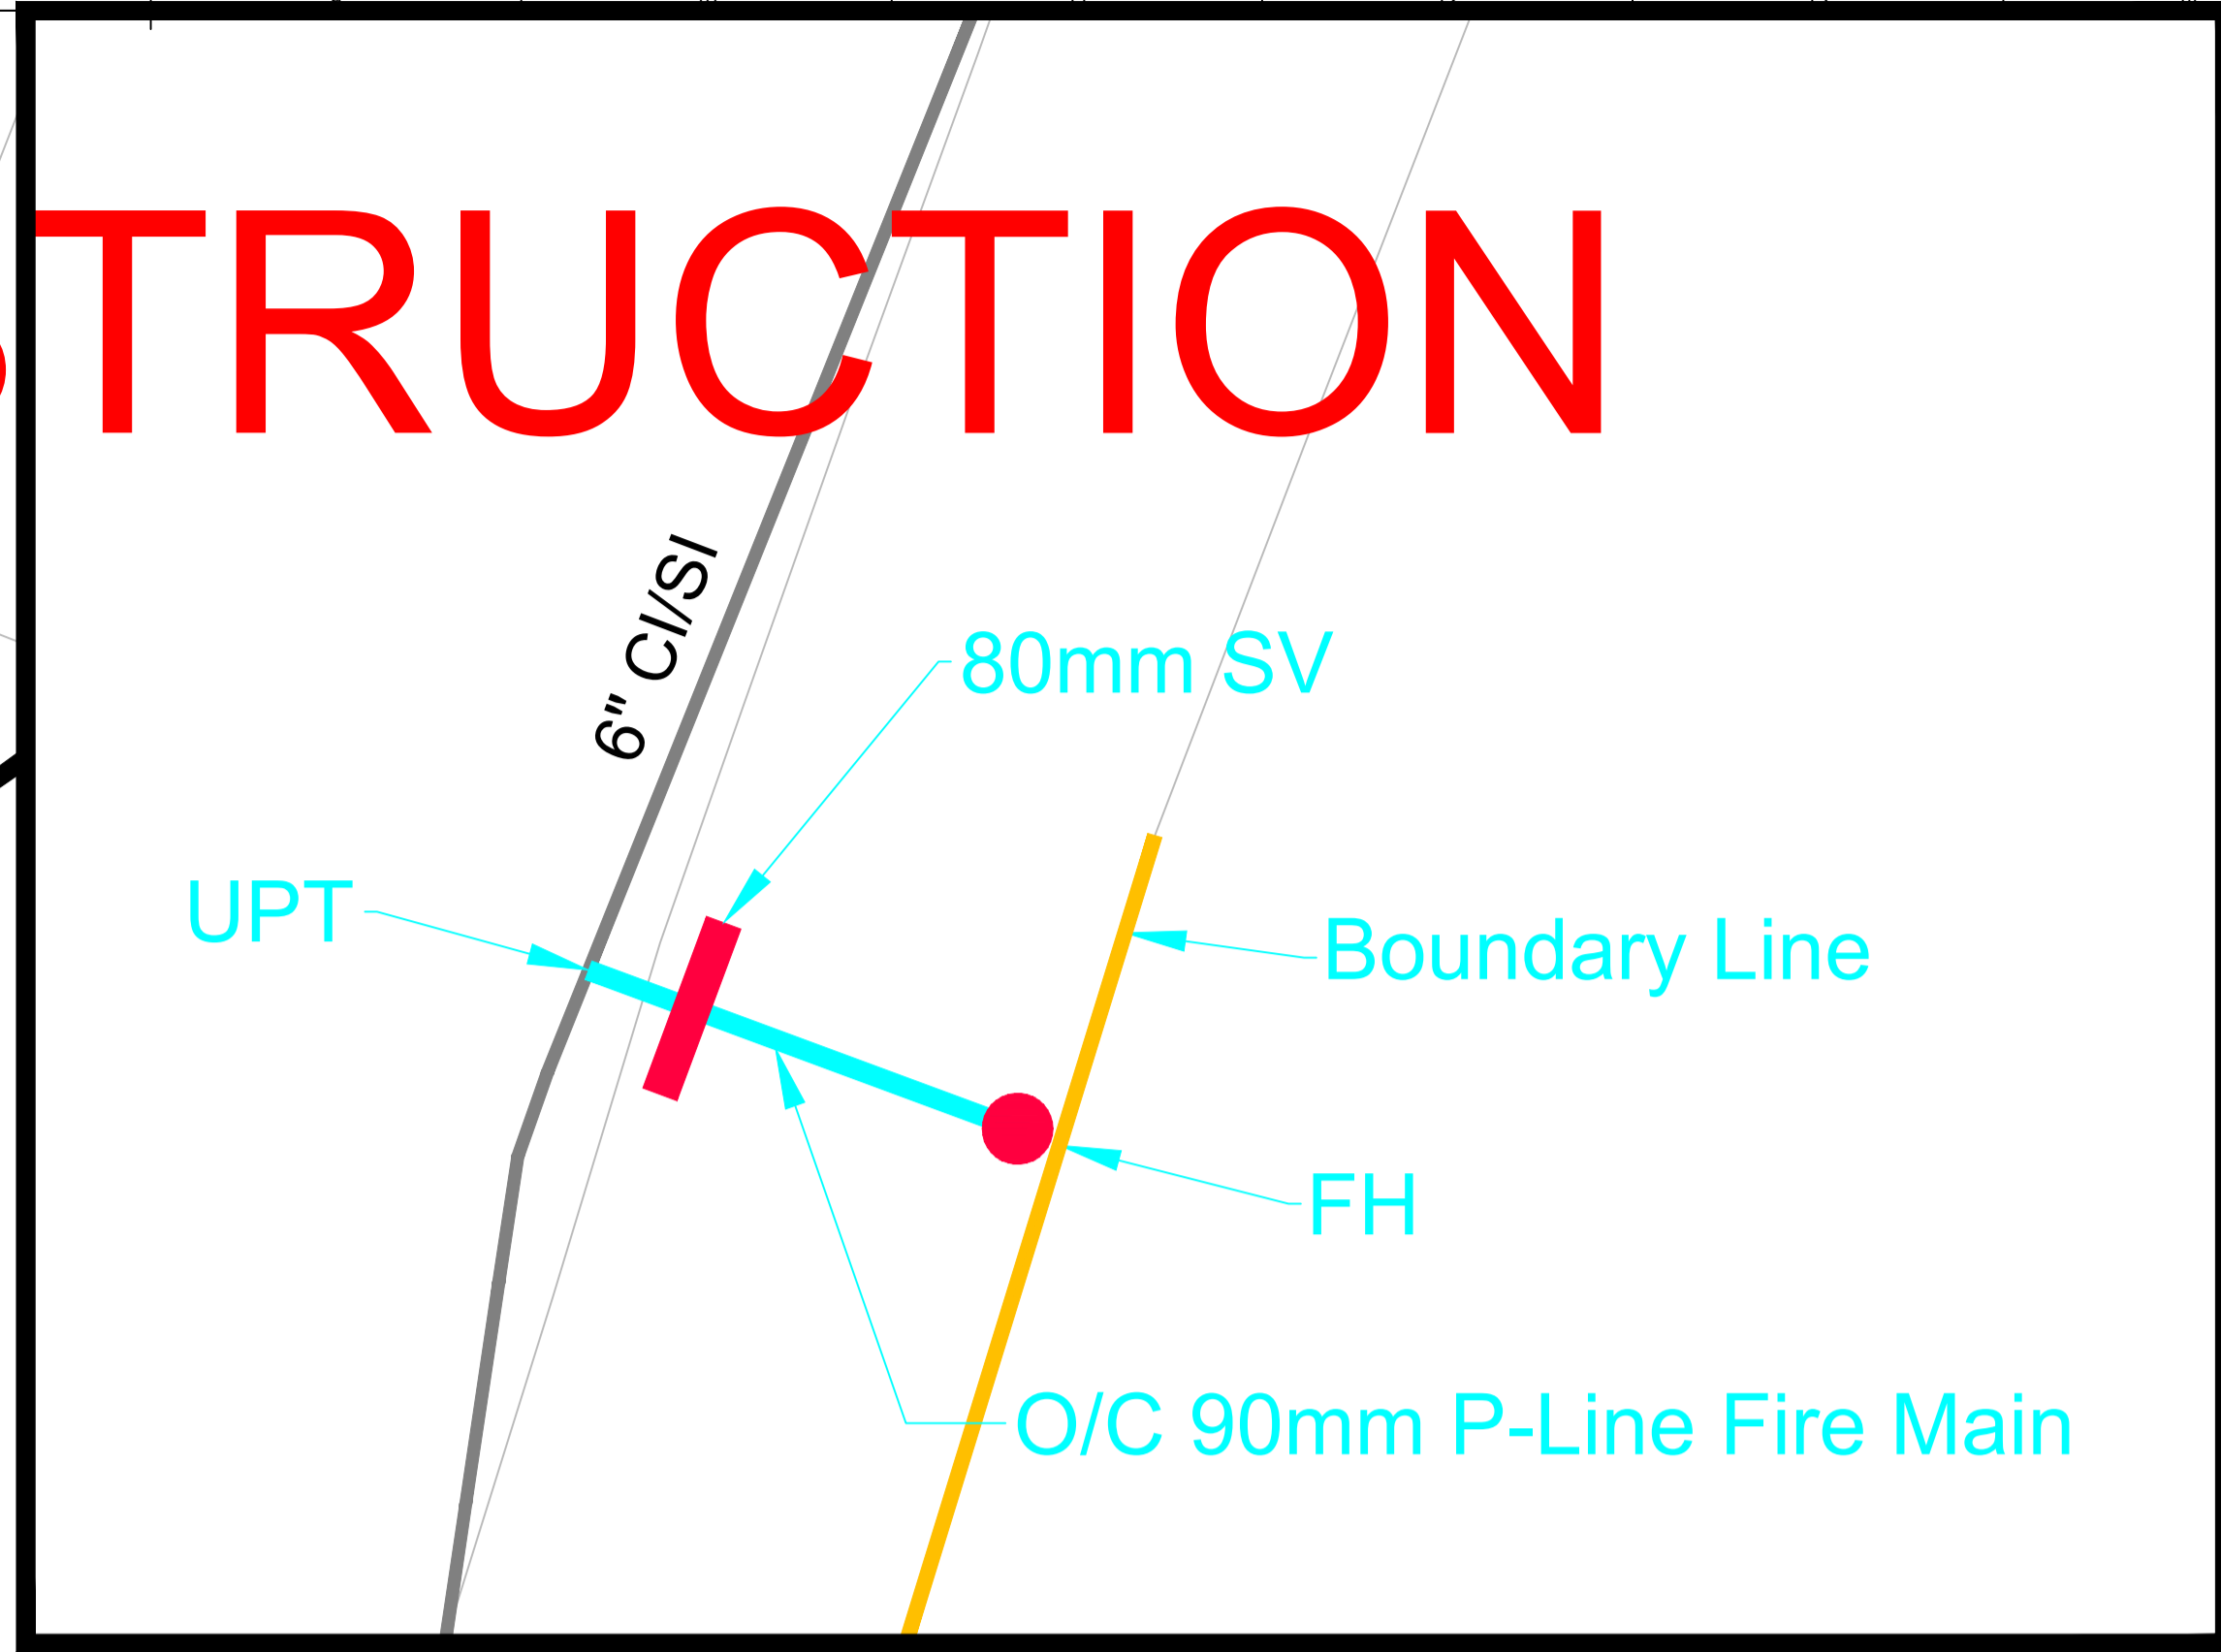 TRUCTION
6" CI/SI
80mm SV
UPT
Boundary Line
FH
O/C 90mm P-Line Fire Main